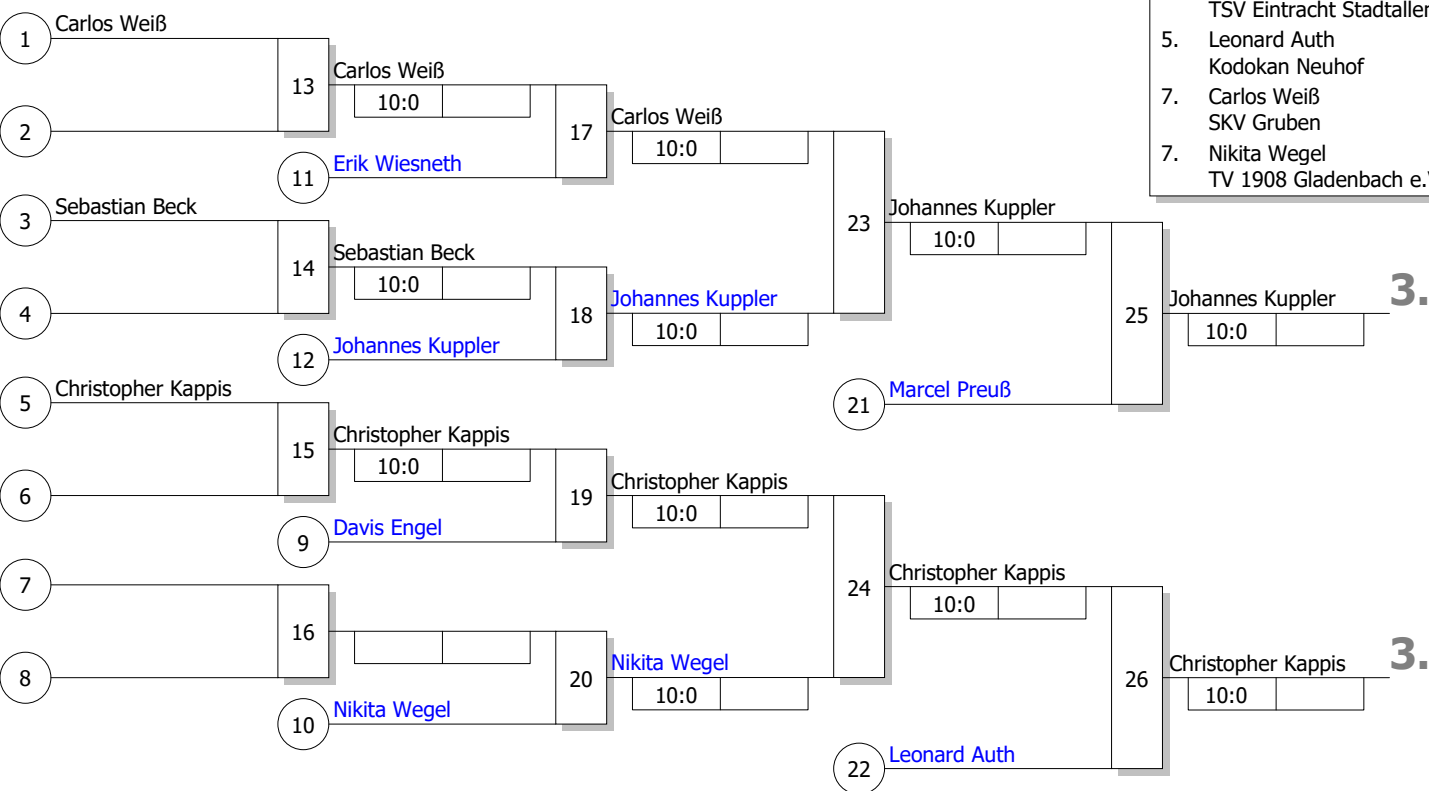 TSV Eintracht Stadtaller
5. Leonard Auth
Kodokan Neuhof
7. Carlos Weiß
SKV Gruben
7. Nikita Wegel
TV 1908 Gladenbach e.V
1 Carlos Weiß
13 Carlos Weiß
10:0
2
17 Carlos Weiß
10:0
11 Erik Wiesneth
3 Sebastian Beck
23 Johannes Kuppler
10:0
14 Sebastian Beck
10:0
4
18 Johannes Kuppler
10:0
12 Johannes Kuppler
25 Johannes Kuppler 3.
10:0
5 Christopher Kappis
21 Marcel Preuß
15 Christopher Kappis
10:0
6
19 Christopher Kappis
10:0
9 Davis Engel
7
24 Christopher Kappis
10:0
16
8
20 Nikita Wegel
10:0
10 Nikita Wegel
26 Christopher Kappis 3.
10:0
22 Leonard Auth